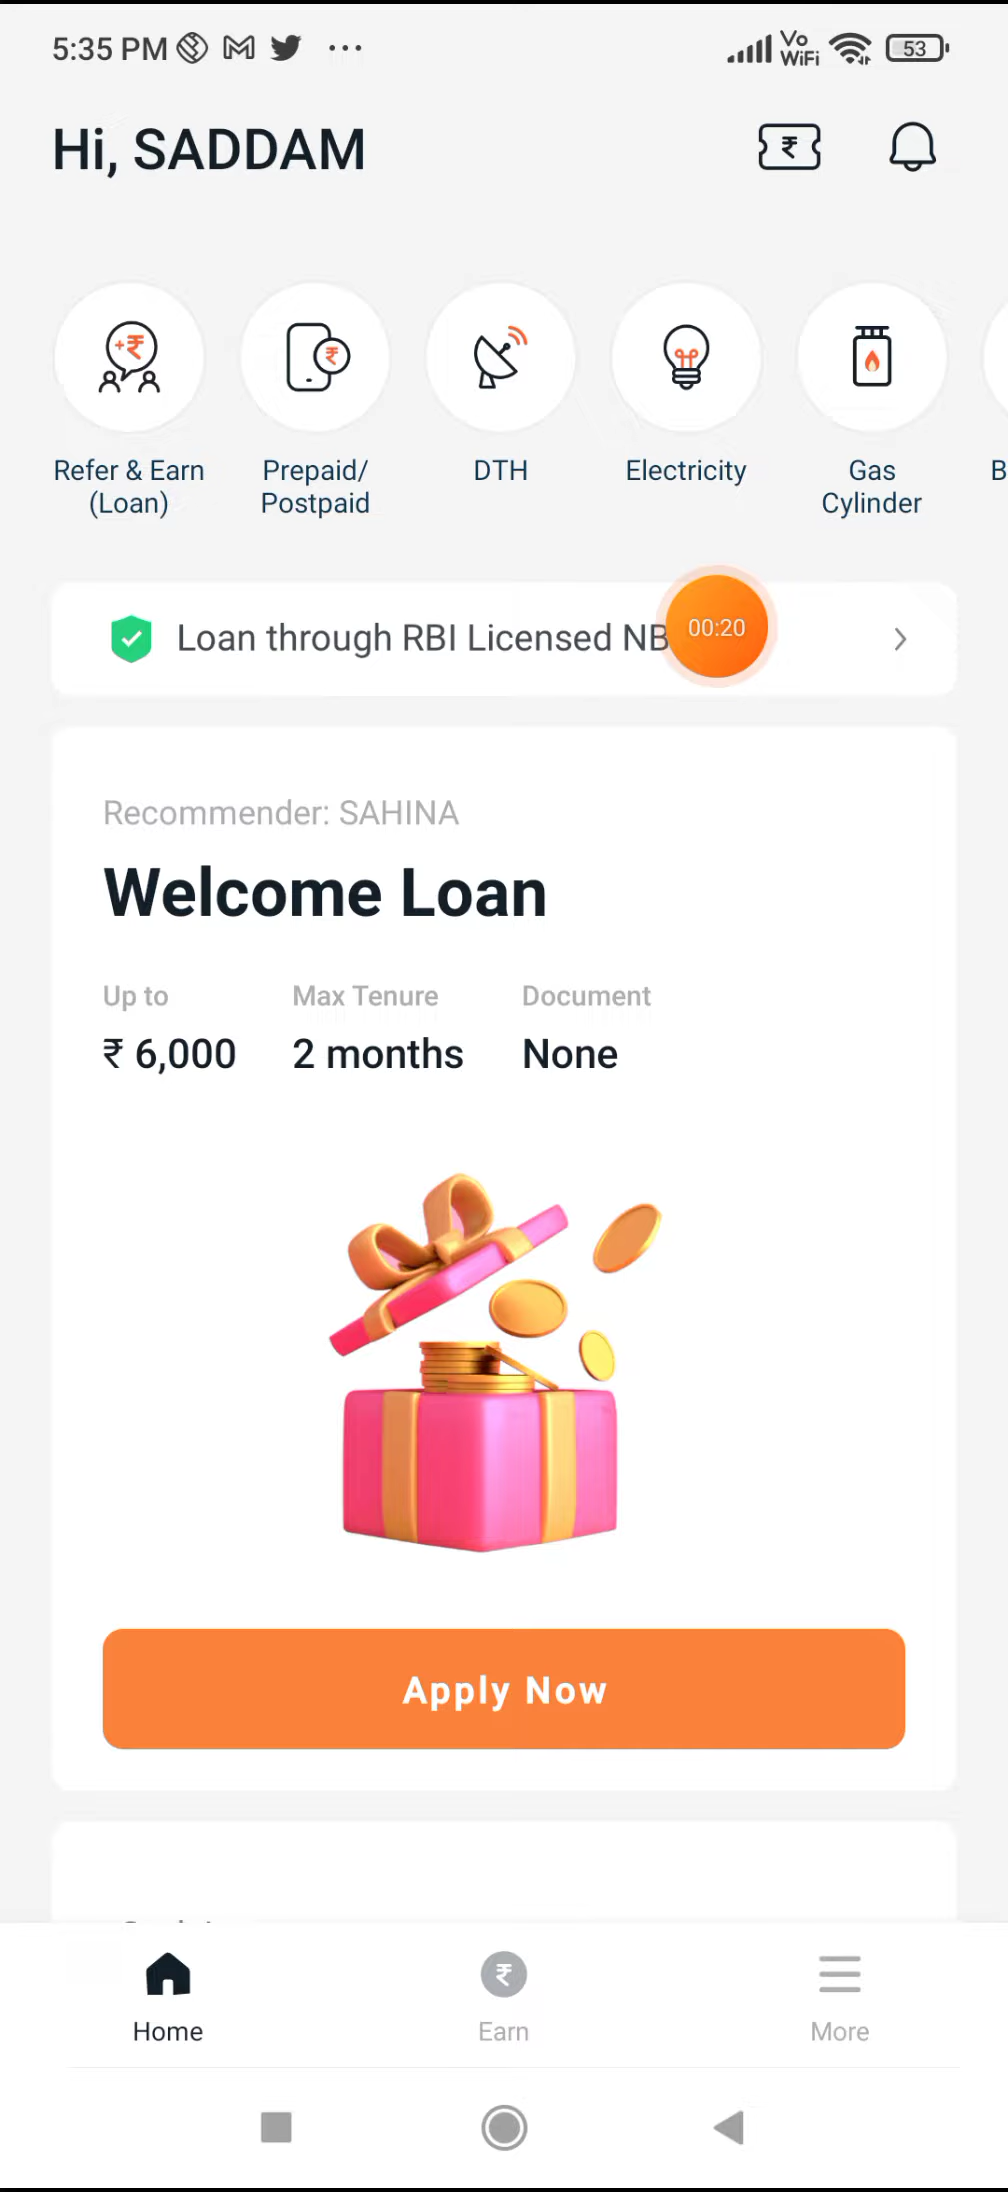 5:35 PM
Vo
WiFi
53
Hi, SADDAM
Refer & Earn
(Loan)
Prepaid/
Postpaid
DTH
Electricity
Gas
Cylinder
B
Loan through RBI Licensed NB
00:20
Recommender: SAHINA
Welcome Loan
Up to
Max Tenure
Document
₹ 6,000
2 months
None
Apply Now
Home
Earn
More